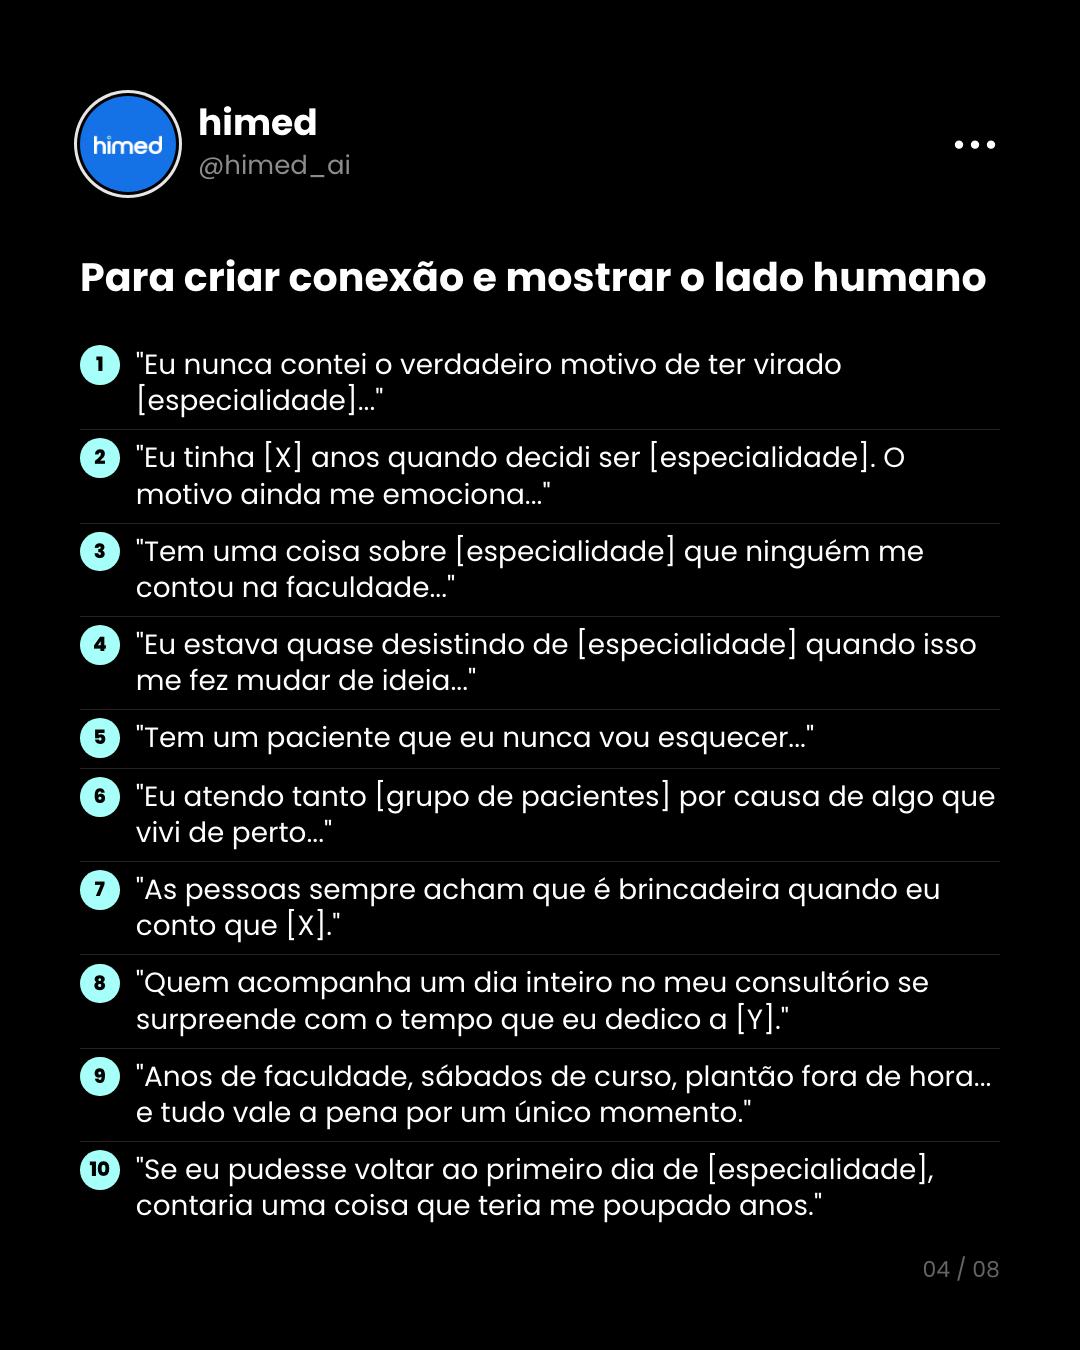 himed
himed
@himed_ai
Para criar conexão e mostrar o lado humano
1 "Eu nunca contei o verdadeiro motivo de ter virado
[especialidade]..."
2 "Eu tinha [X] anos quando decidi ser [especialidade]. O
motivo ainda me emociona..."
3 "Tem uma coisa sobre [especialidade] que ninguém me
contou na faculdade..."
4 "Eu estava quase desistindo de [especialidade] quando isso
me fez mudar de ideia..."
5 "Tem um paciente que eu nunca vou esquecer..."
6 "Eu atendo tanto [grupo de pacientes] por causa de algo que
vivi de perto..."
7 "As pessoas sempre acham que é brincadeira quando eu
conto que [X]."
8 "Quem acompanha um dia inteiro no meu consultório se
surpreende com o tempo que eu dedico a [Y]."
9 "Anos de faculdade, sábados de curso, plantão fora de hora...
e tudo vale a pena por um único momento."
10 "Se eu pudesse voltar ao primeiro dia de [especialidade],
contaria uma coisa que teria me poupado anos."
04 / 08